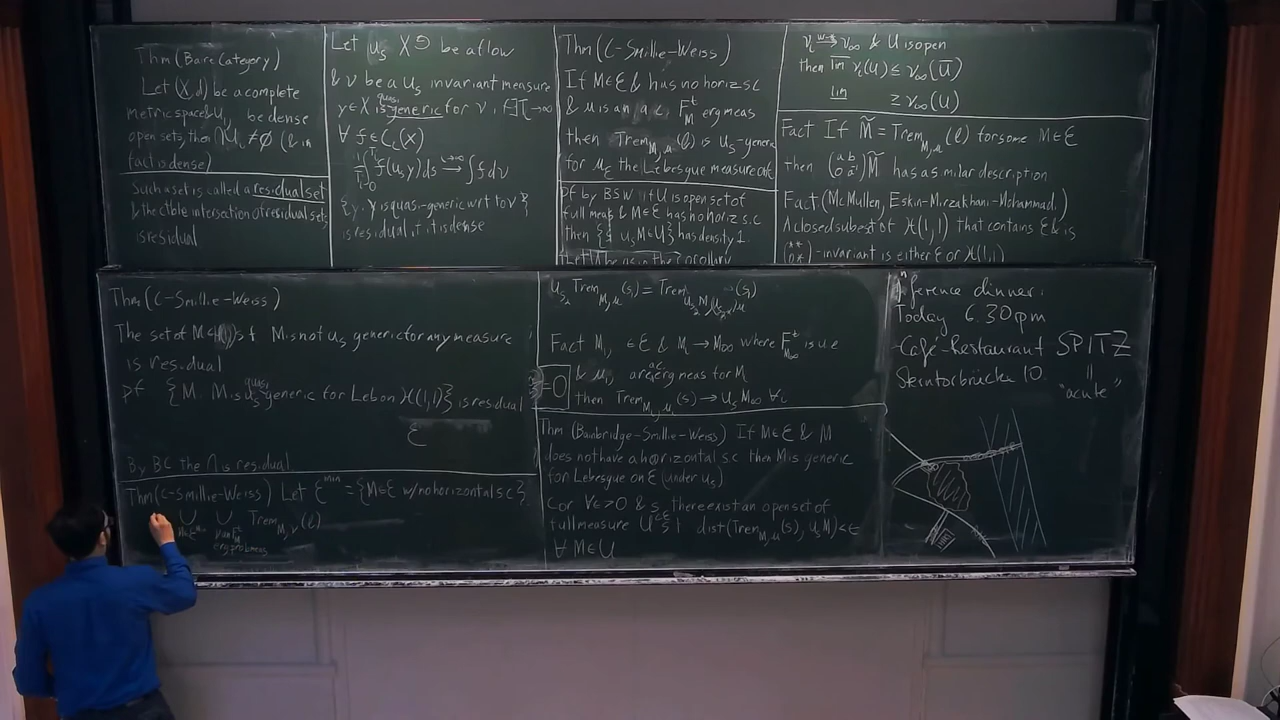 Thm (Baire Category)
Let (X,d) be a complete
metric space & U_i, be dense
open sets, then ∩U_i ≠ ∅ (& in
fact is dense)
Such a set is called a residual set
& the ctble intersection of residual sets
is residual
Let u_s X be a flow
& ν be a u_s invariant measure
y∈X is quasi generic for ν, if ∃T_i→∞
∀ f∈C_c(X)
1/T_i ∫_0^{T_i} f(u_s y)ds → ∫f dν
{y: y is quasi-generic wrt to ν}
is residual if it is dense
Thm (C-Smillie-Weiss)
If M∈ℰ & has no horiz s.c
& μ is an F_M^t erg meas
then Trem_{M,μ}(ℓ) is u_s-generic
for μ_ℰ the Lebesgue measure on ℰ
Pf by BSW if U is open set of
full meas & M∈ℰ has no horiz s.c
then {s: u_s M∈U} has density 1.
ν_i → ν_∞ & U is open
then lim ν_i(U) ≤ ν_∞(U̅)
lim ≥ ν_∞(U)
Fact If M̃ = Trem_{M,μ}(ℓ) for some M∈ℰ
then (a b 0 a^{-1}) M̃ has a similar description
Fact (McMullen, Eskin-Mirzakhani-Mohammadi)
A closed subset of ℋ(1,1) that contains ℰ & is
(* * 0 *)-invariant is either ℰ or ℋ(1,1)
Thm (C-Smillie-Weiss)
The set of M s.t M is not u_s generic for any measure
is residual
pf {M: M is u_s quasi generic for Leb on ℋ(1,1)} is residual
ℰ
By BC the ∩ is residual
Thm (C-Smillie-Weiss) Let ℰ^{min} = {M∈ℰ w/ no horizontal s.c}
∪ ∪ Trem_{M,ν}(ℓ)
erg prob meas
Fact M_i, ∈ℰ & M_i → M_∞ where F^t_{M_∞} is u.e
=0 & μ_i, are ac erg meas for M
then Trem_{M_i,μ_i}(s) → u_s M_∞ ∀i
Thm (Bainbridge-Smillie-Weiss) If M∈ℰ & M
does not have a horizontal s.c then M is generic
for Lebesgue on ℰ (under u_s)
Cor ∀ε>0 & s, there exist an open set of
full measure U s.t dist(Trem_{M,μ}(s), u_s M)<ε
∀ M∈U
dinner:
Today 6.30pm
Café-Restaurant SPITZ
Sterntorbrücke 10. =
"acute"